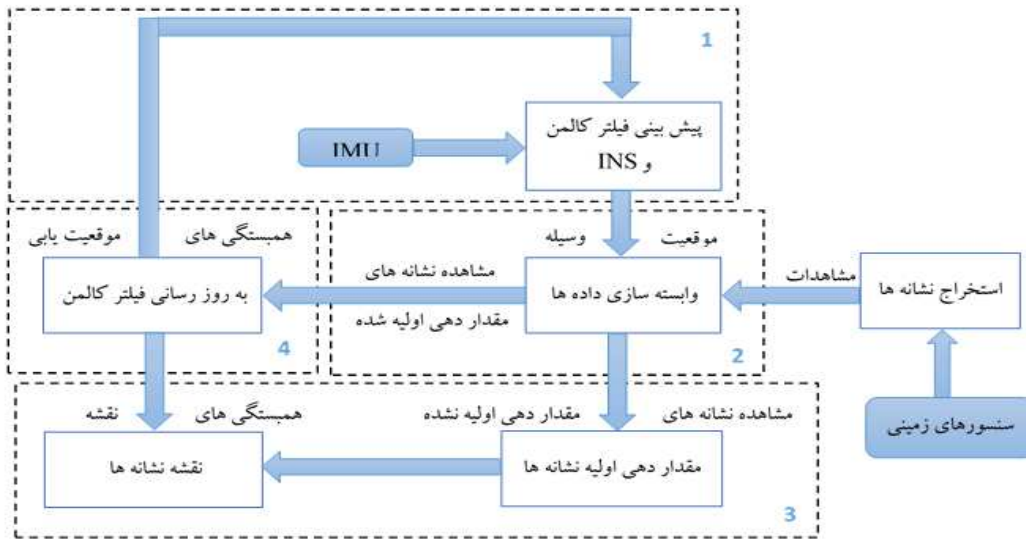 1
پیش بینی فیلتر کالمن
و INS
IMU
موقعیت وسیله
همبستگی های موقعیت یابی
مشاهدات
مشاهده نشانه های
استخراج نشانه ها
وابسته سازی داده ها
به روز رسانی فیلتر کالمن
مقدار دهی اولیه شده
2
4
مشاهده نشانه های مقدار دهی اولیه نشده
همبستگی های نقشه
سنسورهای زمینی
مقدار دهی اولیه نشانه ها
نقشه نشانه ها
3